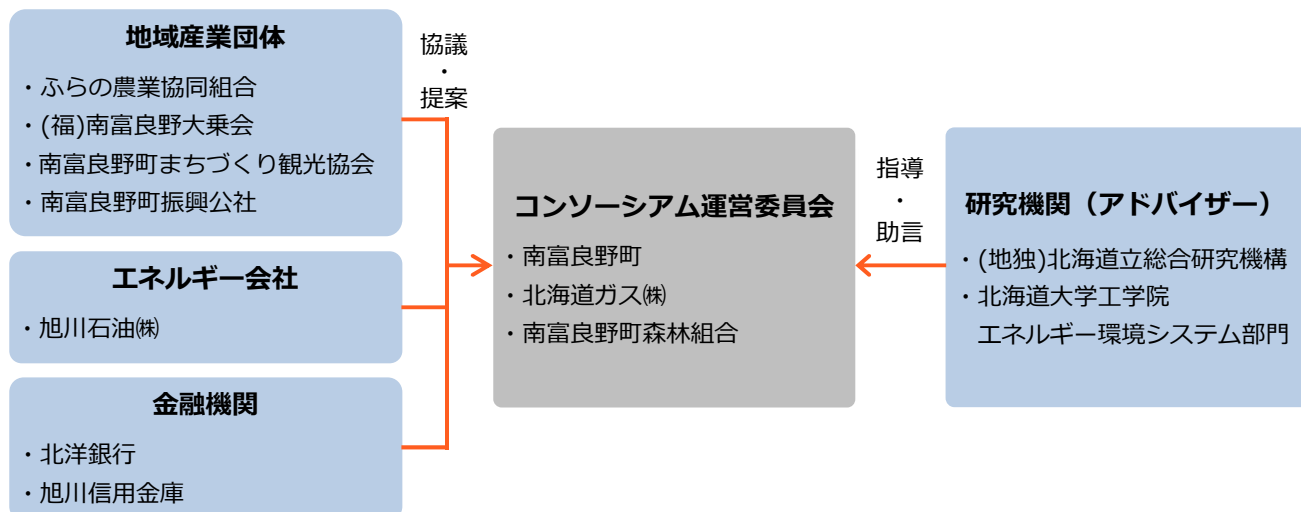 地域産業団体
・ふらの農業協同組合
・(福)南富良野大乗会
・南富良野町まちづくり観光協会
・南富良野町振興公社
エネルギー会社
・旭川石油㈱
金融機関
・北洋銀行
・旭川信用金庫
協議
・
提案
コンソーシアム運営委員会
・南富良野町
・北海道ガス㈱
・南富良野町森林組合
指導
・
助言
研究機関（アドバイザー）
・(地独)北海道立総合研究機構
・北海道大学工学院
エネルギー環境システム部門